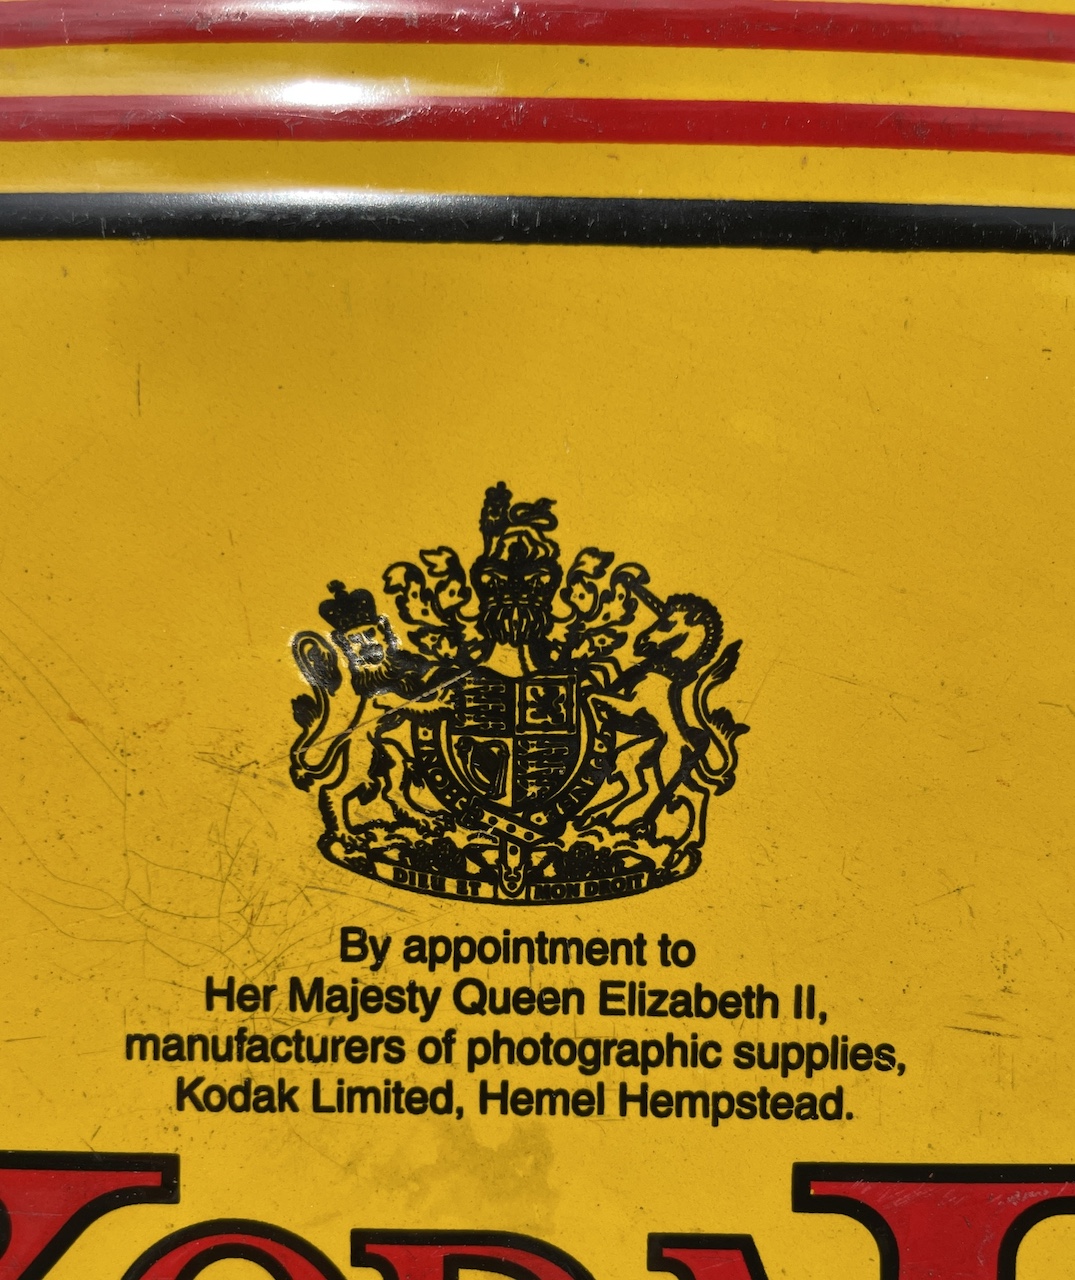 DIEU ET MON DROIT
By appointment to
Her Majesty Queen Elizabeth II,
manufacturers of photographic supplies,
Kodak Limited, Hemel Hempstead.
KODAK